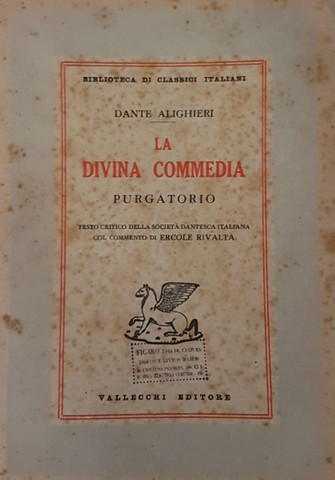 BIBLIOTECA DI CLASSICI ITALIANI
DANTE ALIGHIERI
LA
DIVINA COMMEDIA
PURGATORIO
TESTO CRITICO DELLA SOCIETÀ DANTESCA ITALIANA
COL COMMENTO DI ERCOLE RIVALTA
VALLECCHI EDITORE